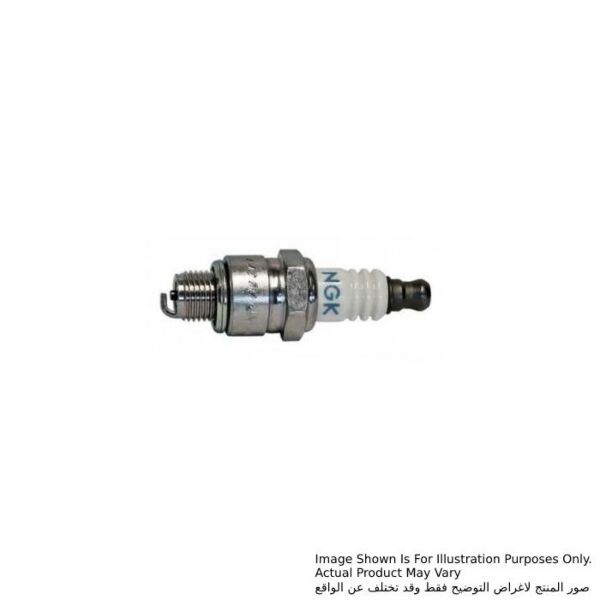 NGK
Image Shown Is For Illustration Purposes Only.
Actual Product May Vary
صور المنتج لاغراض التوضيح فقط وقد تختلف عن الواقع